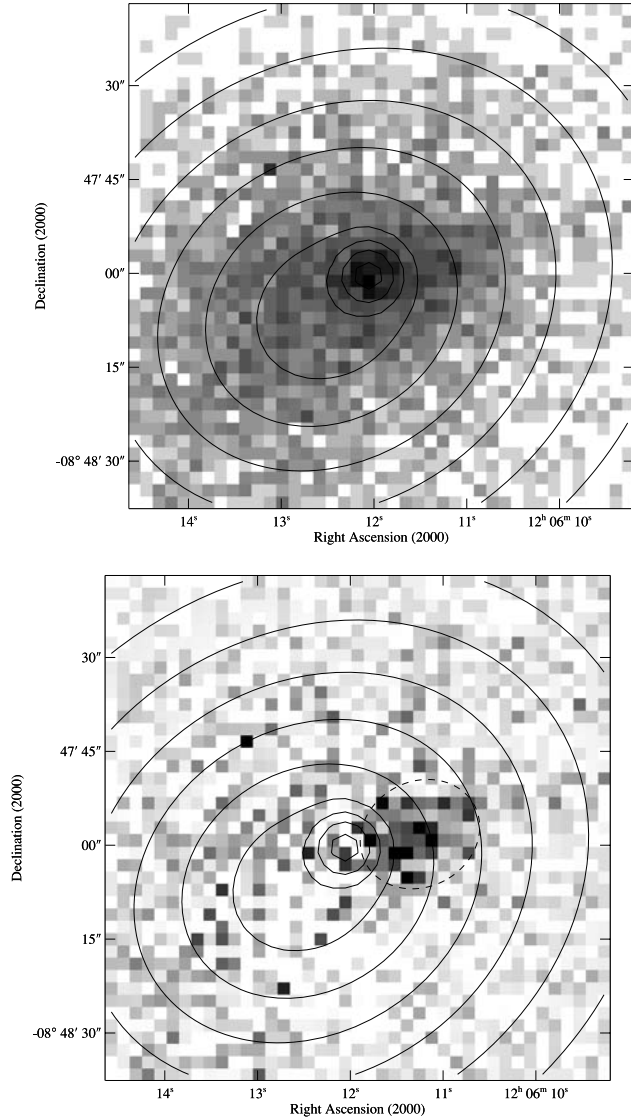 30″
47′ 45″
00″
15″
-08° 48′ 30″
Declination (2000)
14ˢ 13ˢ 12ˢ 11ˢ 12ʰ 06ᵐ 10ˢ
Right Ascension (2000)
30″
47′ 45″
00″
15″
-08° 48′ 30″
Declination (2000)
14ˢ 13ˢ 12ˢ 11ˢ 12ʰ 06ᵐ 10ˢ
Right Ascension (2000)